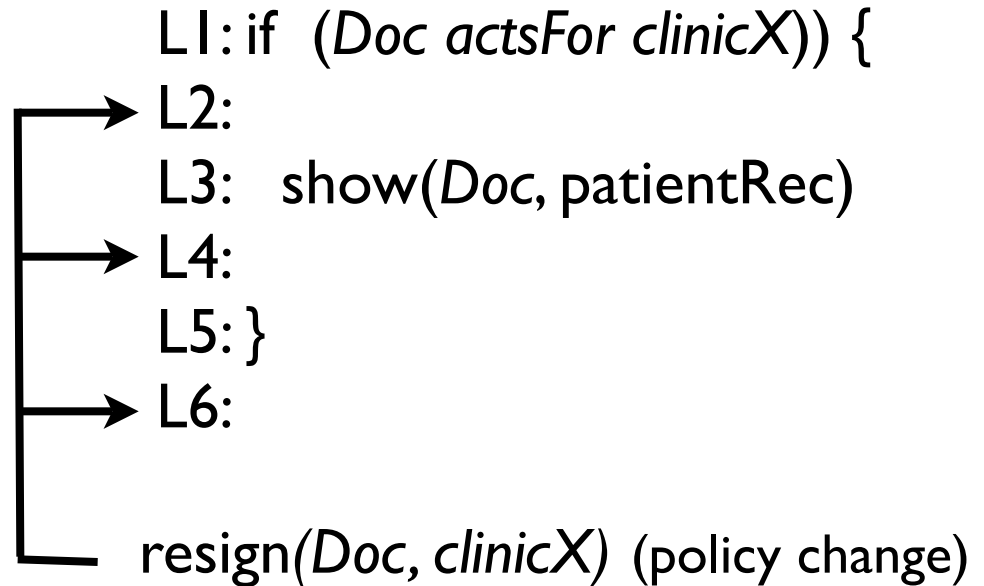 L1: if (Doc actsFor clinicX)) {
L2:
L3: show(Doc, patientRec)
L4:
L5: }
L6:
resign(Doc, clinicX) (policy change)